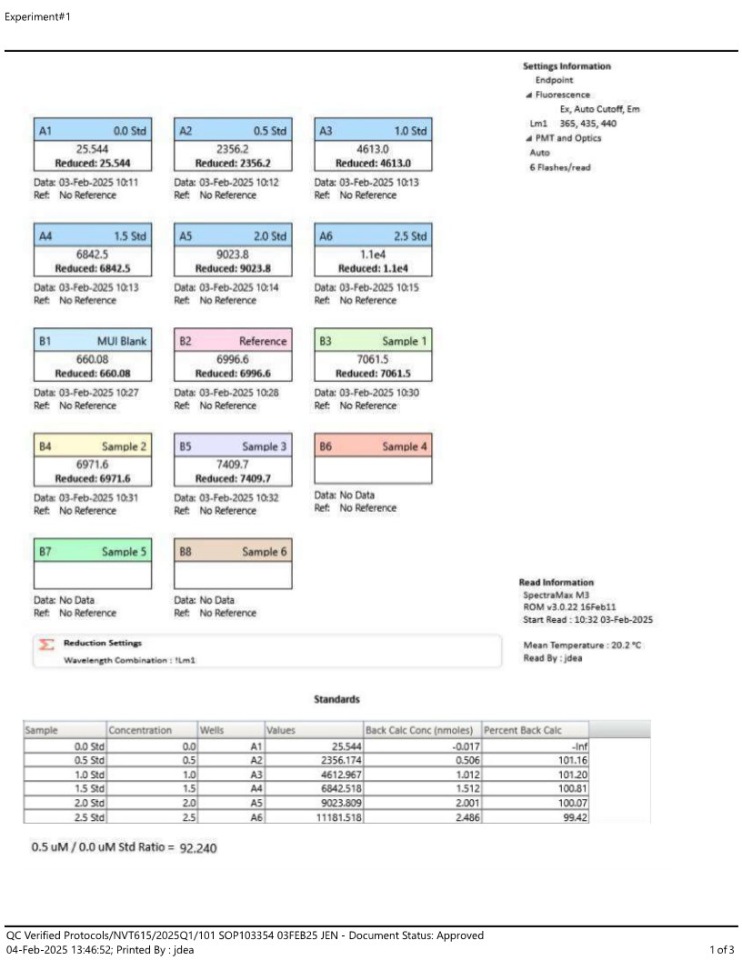 Experiment#1
Settings Information
Endpoint
Fluorescence
Ex, Auto Cutoff, Em
Lm1 365, 435, 440
PMT and Optics
Auto
6 Flashes/read
A1 0.0 Std
25.544
Reduced: 25.544
Data: 03-Feb-2025 10:11
Ref: No Reference
A2 0.5 Std
2356.2
Reduced: 2356.2
Data: 03-Feb-2025 10:12
Ref: No Reference
A3 1.0 Std
4613.0
Reduced: 4613.0
Data: 03-Feb-2025 10:13
Ref: No Reference
A4 1.5 Std
6842.5
Reduced: 6842.5
Data: 03-Feb-2025 10:13
Ref: No Reference
A5 2.0 Std
9023.8
Reduced: 9023.8
Data: 03-Feb-2025 10:14
Ref: No Reference
A6 2.5 Std
1.1e4
Reduced: 1.1e4
Data: 03-Feb-2025 10:15
Ref: No Reference
B1 MUI Blank
660.08
Reduced: 660.08
Data: 03-Feb-2025 10:27
Ref: No Reference
B2 Reference
6996.6
Reduced: 6996.6
Data: 03-Feb-2025 10:28
Ref: No Reference
B3 Sample 1
7061.5
Reduced: 7061.5
Data: 03-Feb-2025 10:30
Ref: No Reference
B4 Sample 2
6971.6
Reduced: 6971.6
Data: 03-Feb-2025 10:31
Ref: No Reference
B5 Sample 3
7409.7
Reduced: 7409.7
Data: 03-Feb-2025 10:32
Ref: No Reference
B6 Sample 4
Data: No Data
Ref: No Reference
B7 Sample 5
Data: No Data
Ref: No Reference
B8 Sample 6
Data: No Data
Ref: No Reference
Read Information
SpectraMax M3
ROM v3.0.22 16Feb11
Start Read : 10:32 03-Feb-2025
Mean Temperature : 20.2 °C
Read By : jdea
Σ Reduction Settings
Wavelength Combination : !Lm1
Standards
Sample Concentration Wells Values Back Calc Conc (nmoles) Percent Back Calc
0.0 Std 0.0 A1 25.544 -0.017 -Inf
0.5 Std 0.5 A2 2356.174 0.506 101.16
1.0 Std 1.0 A3 4612.967 1.012 101.20
1.5 Std 1.5 A4 6842.518 1.512 100.81
2.0 Std 2.0 A5 9023.809 2.001 100.07
2.5 Std 2.5 A6 11181.518 2.486 99.42
0.5 uM / 0.0 uM Std Ratio = 92.240
QC Verified Protocols/NVT615/2025Q1/101 SOP103354 03FEB25 JEN - Document Status: Approved
04-Feb-2025 13:46:52; Printed By : jdea
1 of 3